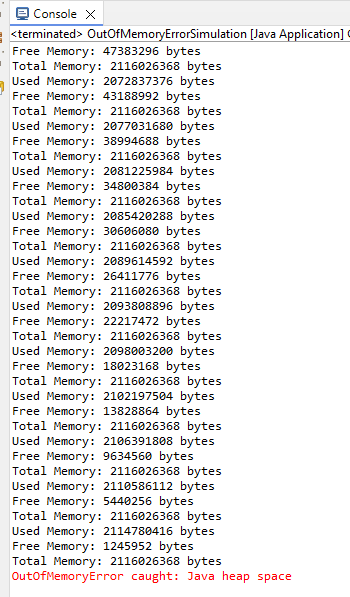 Console
<terminated> OutOfMemoryErrorSimulation [Java Application]
Free Memory: 47383296 bytes
Total Memory: 2116026368 bytes
Used Memory: 2072837376 bytes
Free Memory: 43188992 bytes
Total Memory: 2116026368 bytes
Used Memory: 2077031680 bytes
Free Memory: 38994688 bytes
Total Memory: 2116026368 bytes
Used Memory: 2081225984 bytes
Free Memory: 34800384 bytes
Total Memory: 2116026368 bytes
Used Memory: 2085420288 bytes
Free Memory: 30606080 bytes
Total Memory: 2116026368 bytes
Used Memory: 2089614592 bytes
Free Memory: 26411776 bytes
Total Memory: 2116026368 bytes
Used Memory: 2093808896 bytes
Free Memory: 22217472 bytes
Total Memory: 2116026368 bytes
Used Memory: 2098003200 bytes
Free Memory: 18023168 bytes
Total Memory: 2116026368 bytes
Used Memory: 2102197504 bytes
Free Memory: 13828864 bytes
Total Memory: 2116026368 bytes
Used Memory: 2106391808 bytes
Free Memory: 9634560 bytes
Total Memory: 2116026368 bytes
Used Memory: 2110586112 bytes
Free Memory: 5440256 bytes
Total Memory: 2116026368 bytes
Used Memory: 2114780416 bytes
Free Memory: 1245952 bytes
Total Memory: 2116026368 bytes
OutOfMemoryError caught: Java heap space